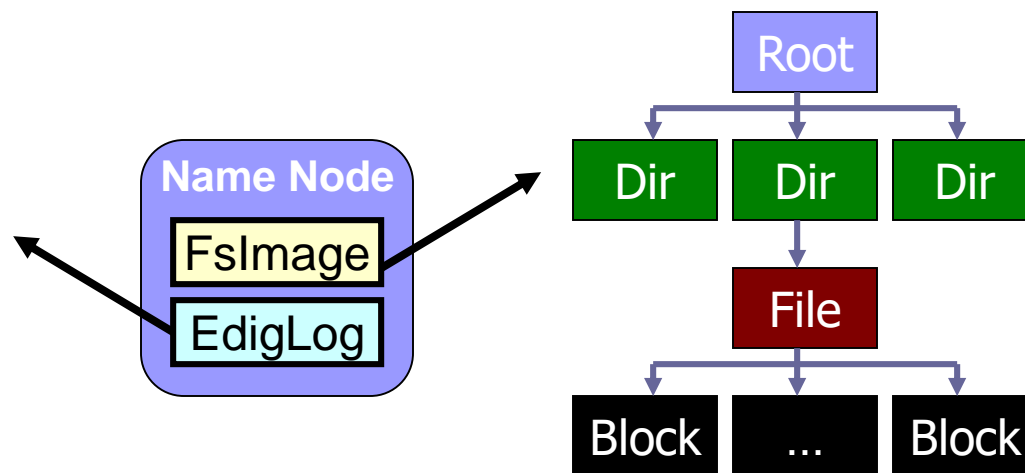 Name Node
FsImage
EdigLog
Root
Dir
Dir
Dir
File
Block
...
Block